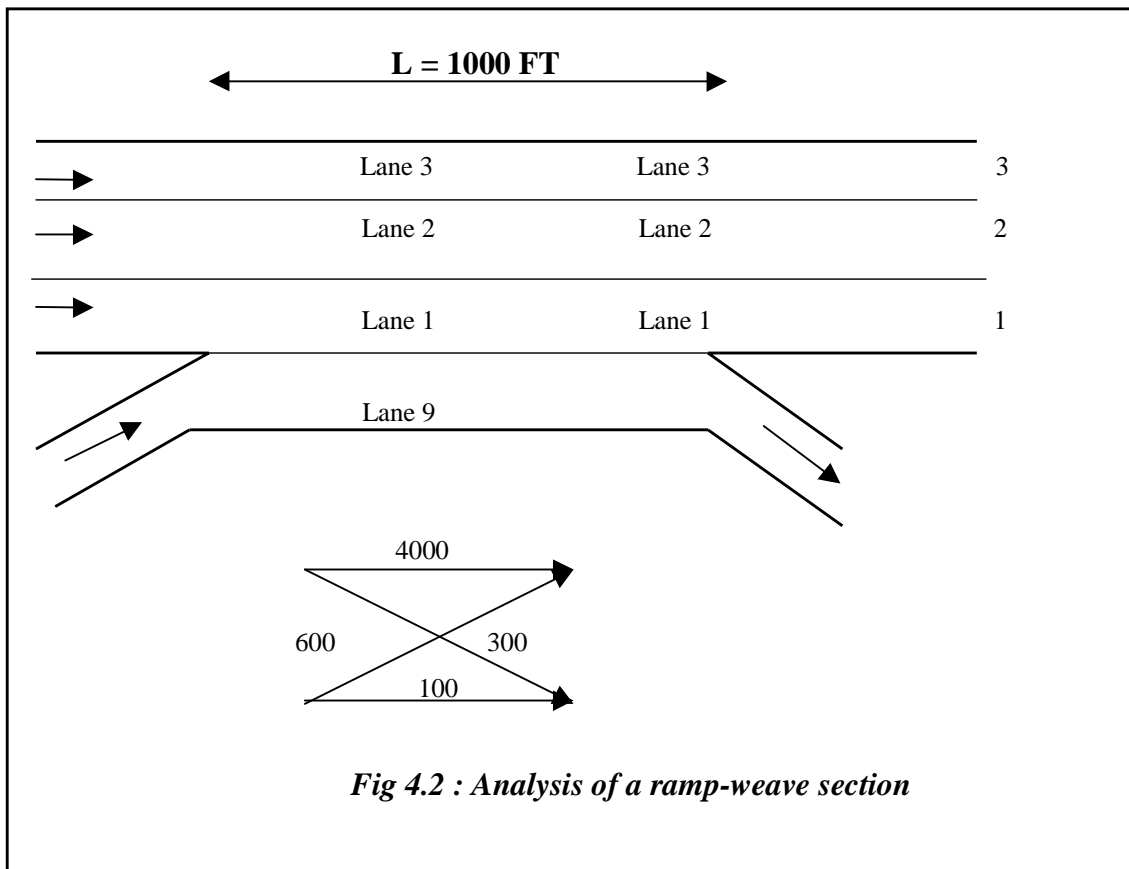 L = 1000 FT
Lane 3 Lane 3 3
Lane 2 Lane 2 2
Lane 1 Lane 1 1
Lane 9
4000
600 300
100
Fig 4.2 : Analysis of a ramp-weave section